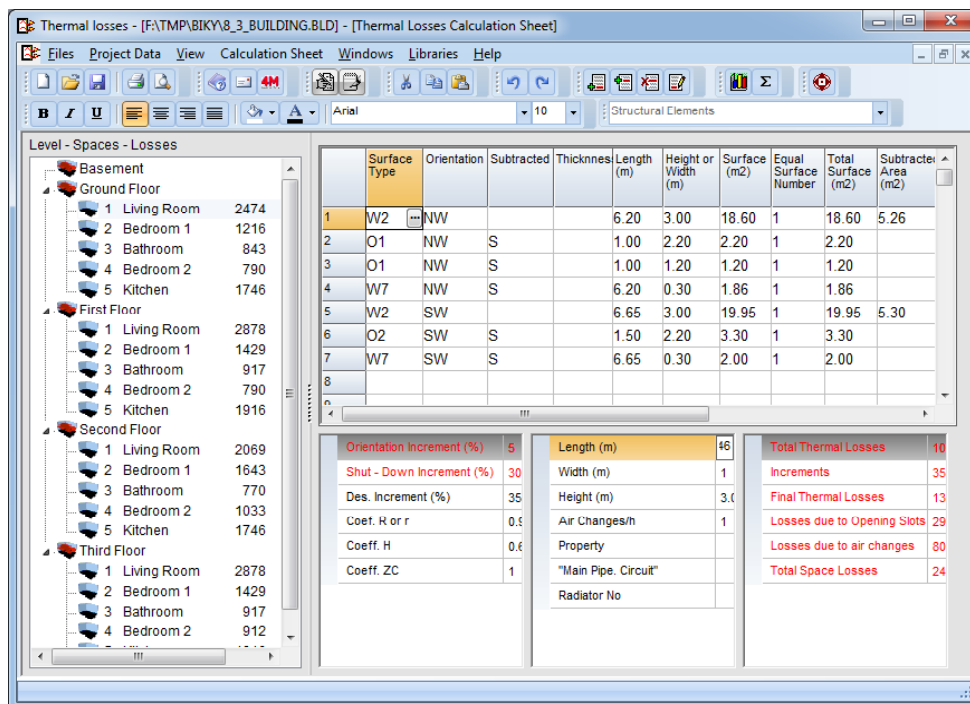 Thermal losses - [F:\TMP\BIKY\8_3_BUILDING.BLD] - [Thermal Losses Calculation Sheet]
Files Project Data View Calculation Sheet Windows Libraries Help
4M Σ
B I U A Arial 10 Structural Elements
Level - Spaces - Losses
Basement
Ground Floor
1 Living Room 2474
2 Bedroom 1 1216
3 Bathroom 843
4 Bedroom 2 790
5 Kitchen 1746
First Floor
1 Living Room 2878
2 Bedroom 1 1429
3 Bathroom 917
4 Bedroom 2 790
5 Kitchen 1916
Second Floor
1 Living Room 2069
2 Bedroom 1 1643
3 Bathroom 770
4 Bedroom 2 1033
5 Kitchen 1746
Third Floor
1 Living Room 2878
2 Bedroom 1 1429
3 Bathroom 917
4 Bedroom 2 912
Surface Type Orientation Subtracted Thicknnes Length (m) Height or Width (m) Surface (m2) Equal Surface Number Total Surface (m2) Subtracted Area (m2)
1 W2 ... NW 6.20 3.00 18.60 1 18.60 5.26
2 O1 NW S 1.00 2.20 2.20 1 2.20
3 O1 NW S 1.00 1.20 1.20 1 1.20
4 W7 NW S 6.20 0.30 1.86 1 1.86
5 W2 SW 6.65 3.00 19.95 1 19.95 5.30
6 O2 SW S 1.50 2.20 3.30 1 3.30
7 W7 SW S 6.65 0.30 2.00 1 2.00
8
Orientation Increment (%) 5
Shut - Down Increment (%) 30
Des. Increment (%) 35
Coef. R or r 0.9
Coeff. H 0.6
Coeff. ZC 1
Length (m) 46
Width (m) 1
Height (m) 3.0
Air Changes/h 1
Property
"Main Pipe. Circuit"
Radiator No
Total Thermal Losses 10
Increments 35
Final Thermal Losses 13
Losses due to Opening Slots 29
Losses due to air changes 80
Total Space Losses 24